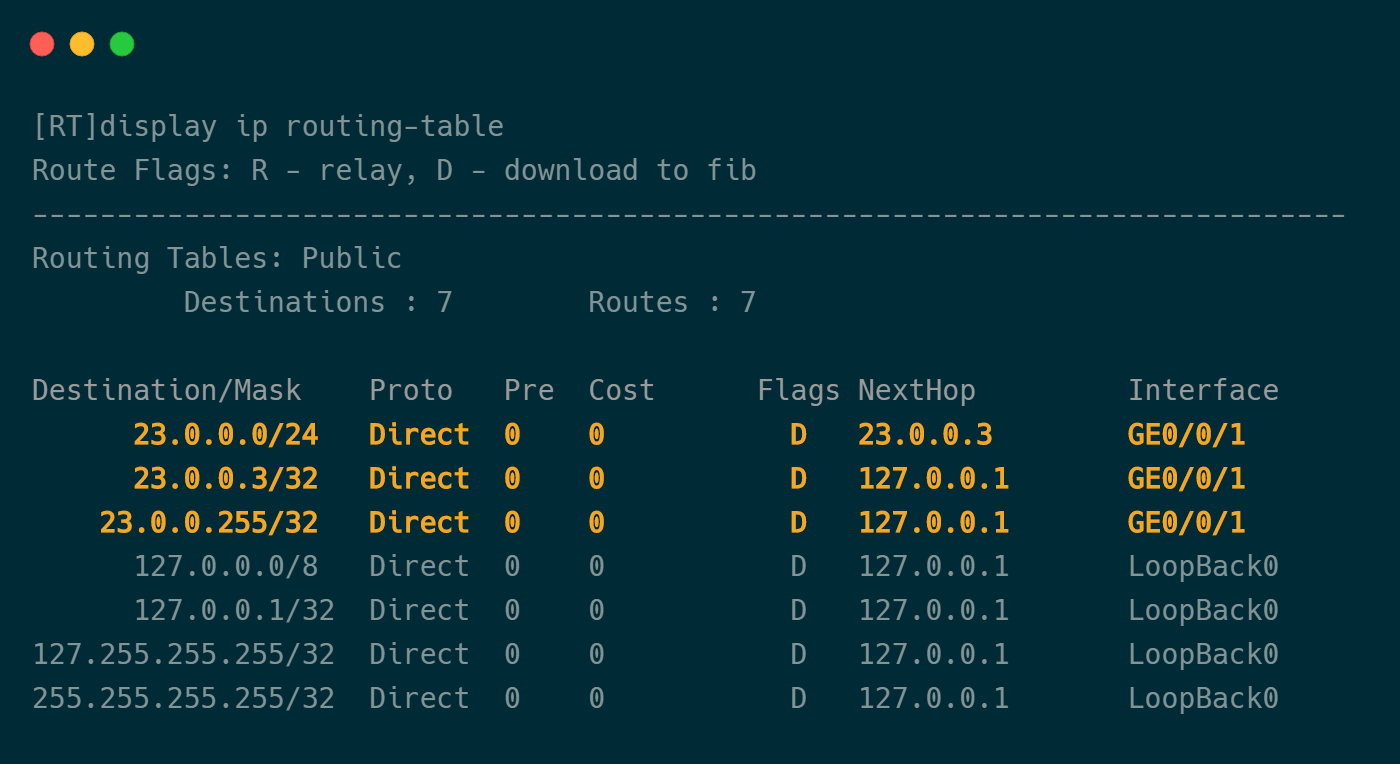 [RT]display ip routing-table
Route Flags: R - relay, D - download to fib
------------------------------------------------------------------------------
Routing Tables: Public
         Destinations : 7        Routes : 7

Destination/Mask    Proto   Pre  Cost      Flags NextHop         Interface
      23.0.0.0/24   Direct  0    0           D   23.0.0.3        GE0/0/1
      23.0.0.3/32   Direct  0    0           D   127.0.0.1       GE0/0/1
    23.0.0.255/32   Direct  0    0           D   127.0.0.1       GE0/0/1
      127.0.0.0/8   Direct  0    0           D   127.0.0.1       LoopBack0
      127.0.0.1/32  Direct  0    0           D   127.0.0.1       LoopBack0
127.255.255.255/32  Direct  0    0           D   127.0.0.1       LoopBack0
255.255.255.255/32  Direct  0    0           D   127.0.0.1       LoopBack0